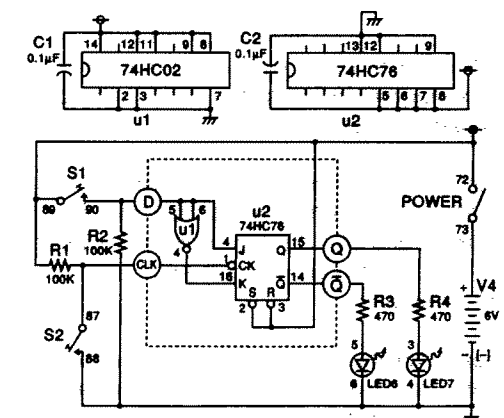 C1
0.1µF
14 12 11 9 8
74HC02
2 3 7
u1
C2
0.1µF
13 12 9
74HC76
5 6 7 8
u2
S1
89 90
D
5 6
u1
4
u2
74HC76
4 J
1 CK
16 K
Q 15
Q̅ 14
S R
2 3
Q
Q̅
R1
100K
R2
100K
CLK
87
S2
88
POWER
72
73
V4
+
6V
- (-)
R3
470
R4
470
5
6 LED6
3
4 LED7